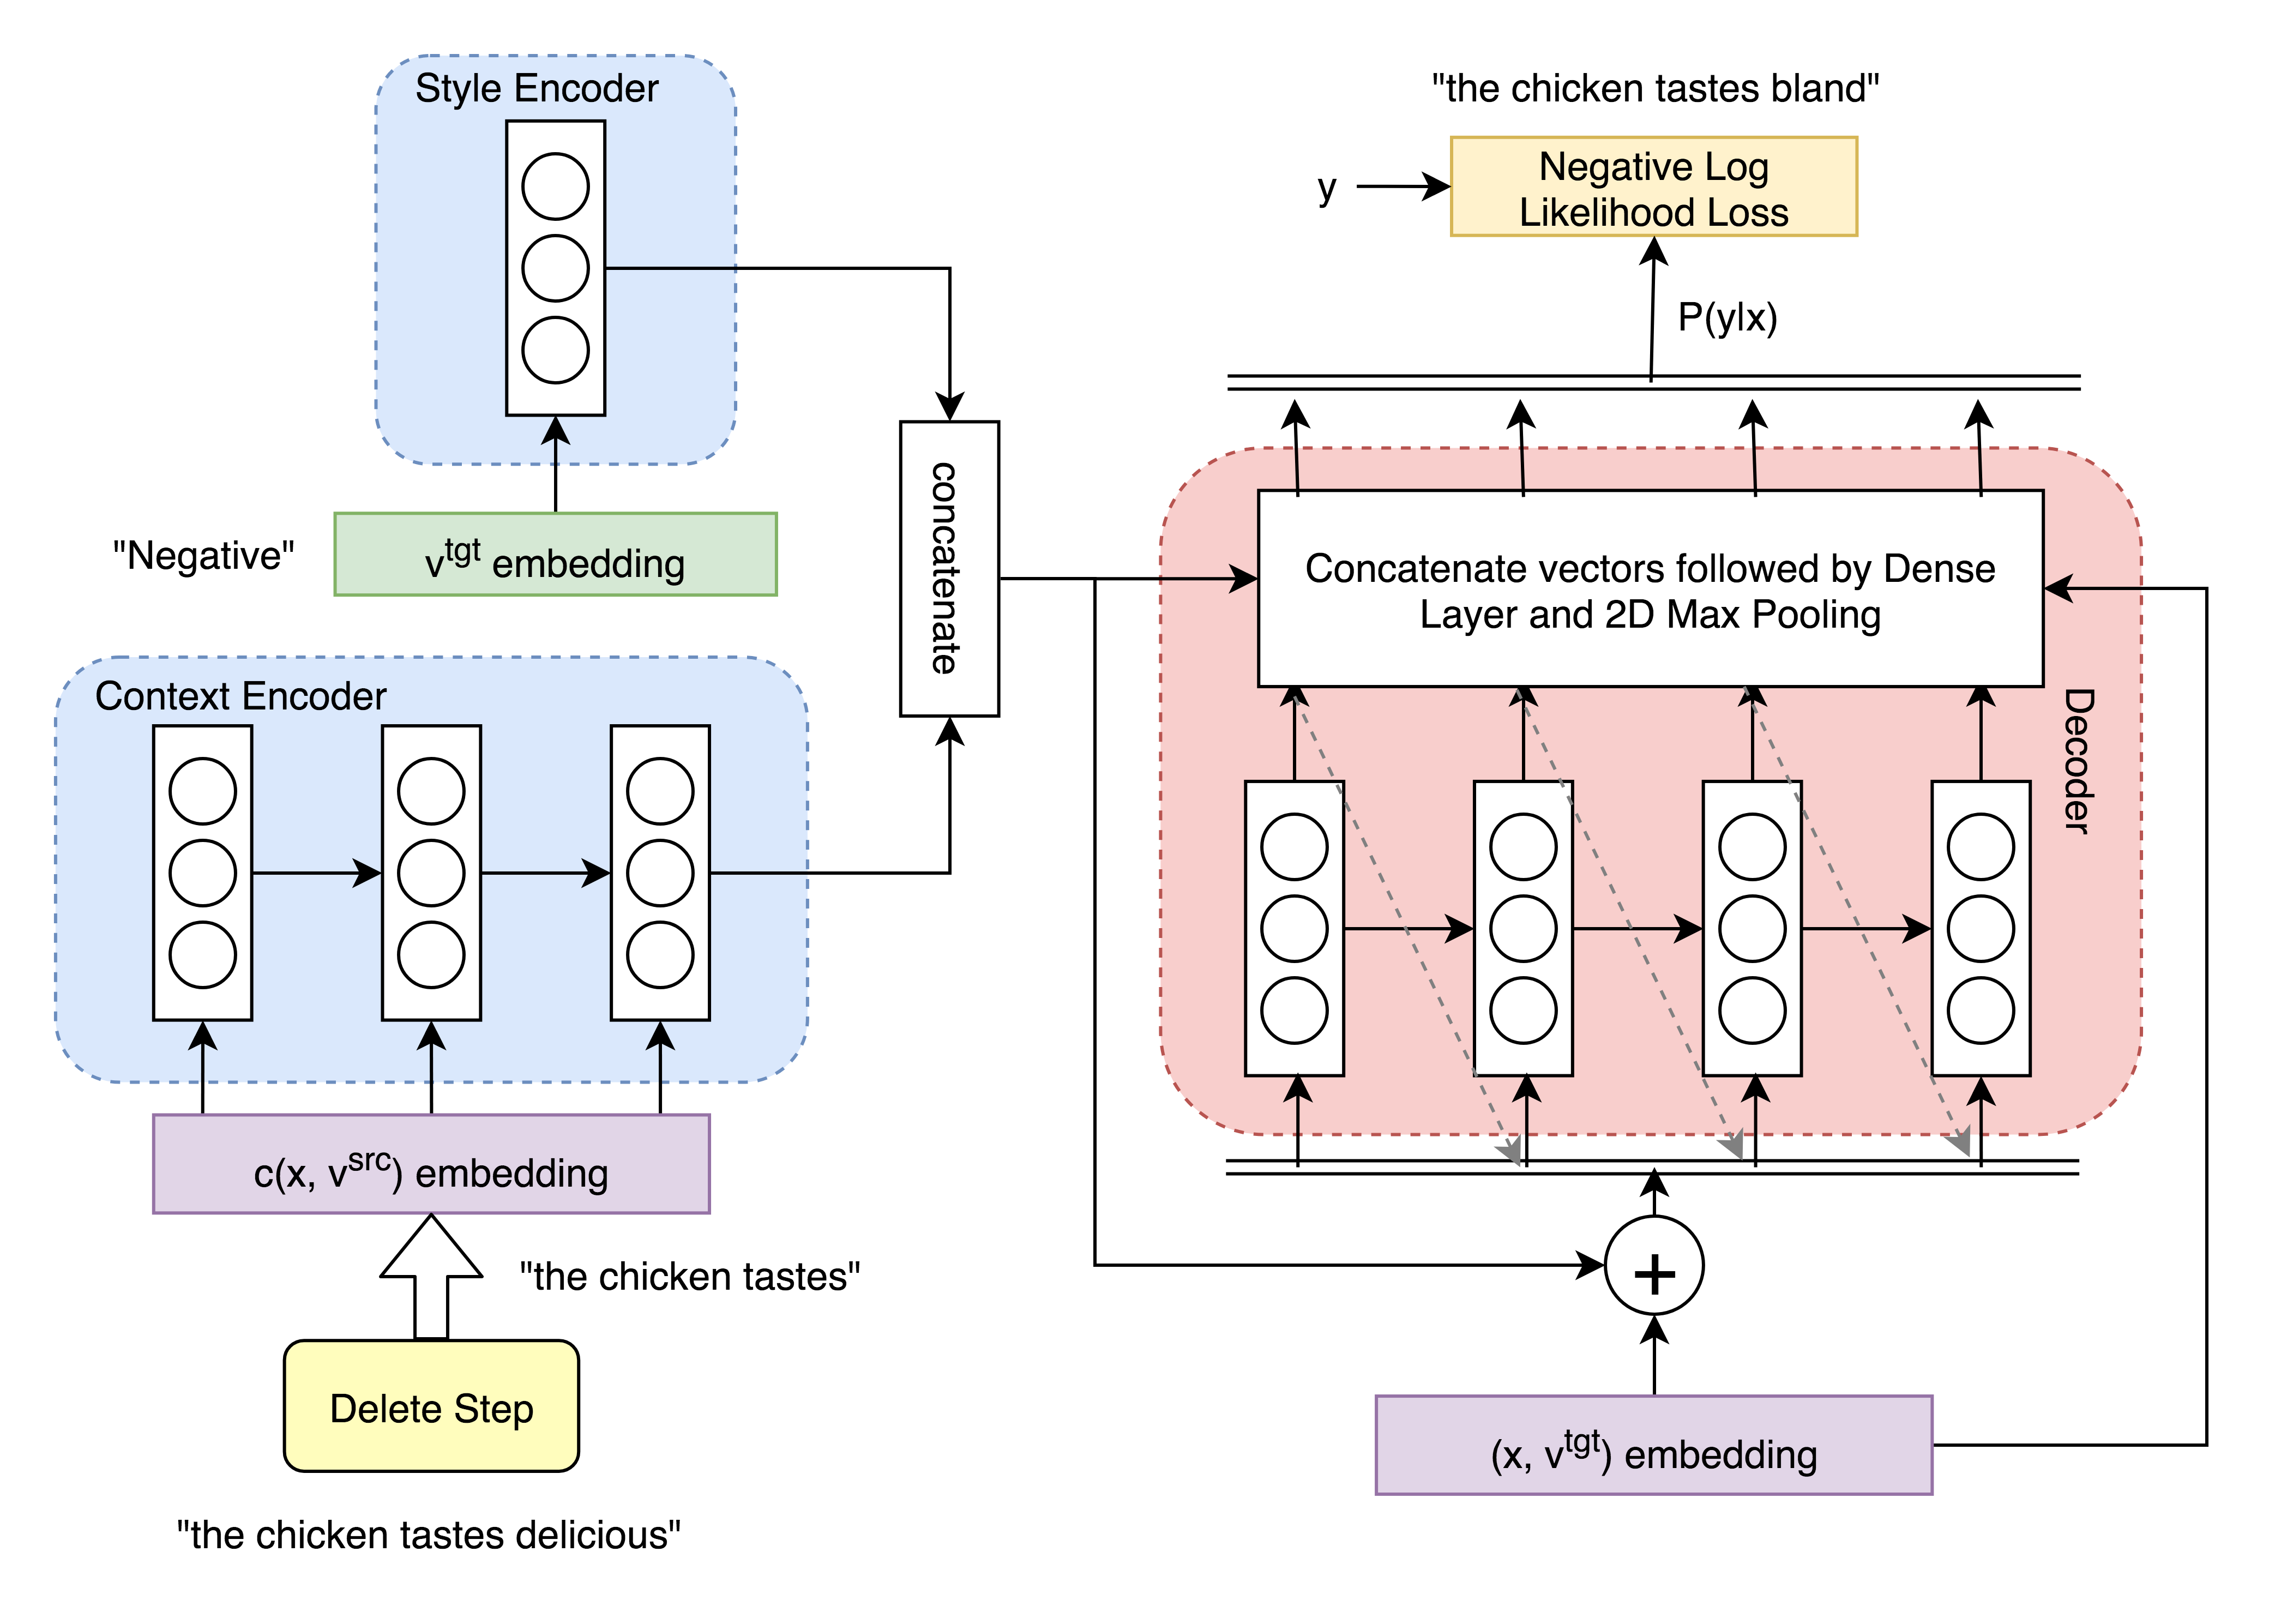 Style Encoder
"Negative"
v^tgt embedding
Context Encoder
c(x, v^src) embedding
"the chicken tastes"
Delete Step
"the chicken tastes delicious"
concatenate
"the chicken tastes bland"
y
Negative Log
Likelihood Loss
P(y|x)
Concatenate vectors followed by Dense
Layer and 2D Max Pooling
Decoder
+
(x, v^tgt) embedding